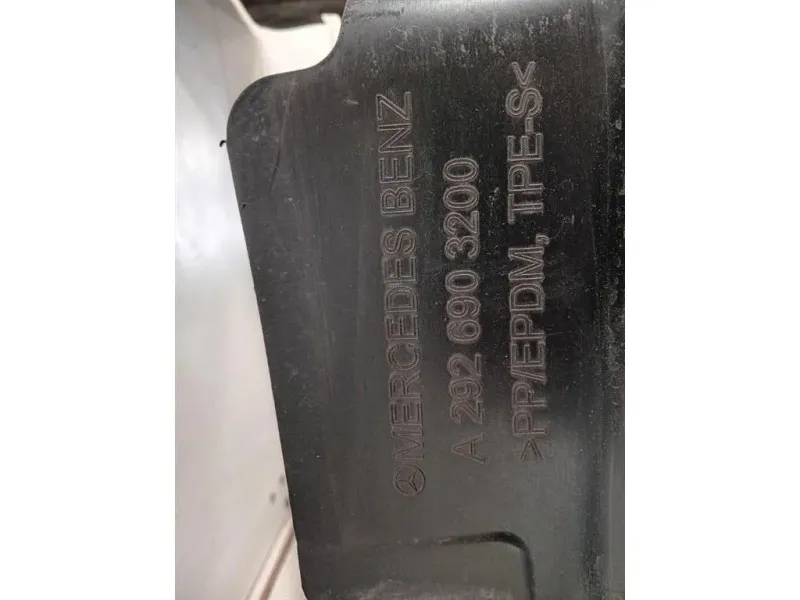 MERCEDES BENZ
A 292 690 3200
>PP/EPDM, TPE-S<